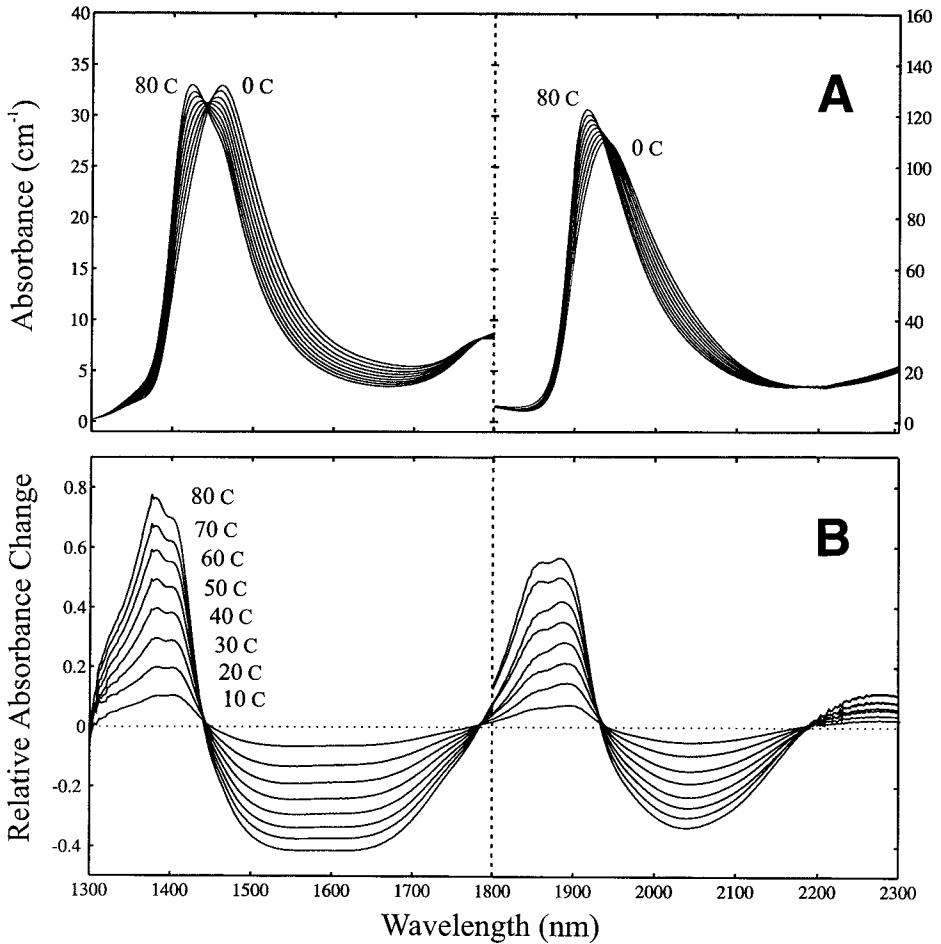 40
35
30
25
20
15
10
5
0
Absorbance (cm⁻¹)
80 C
0 C
80 C
0 C
A
160
140
120
100
80
60
40
20
0
0.8
0.6
0.4
0.2
0
-0.2
-0.4
Relative Absorbance Change
80 C
70 C
60 C
50 C
40 C
30 C
20 C
10 C
B
1300
1400
1500
1600
1700
1800
1900
2000
2100
2200
2300
Wavelength (nm)